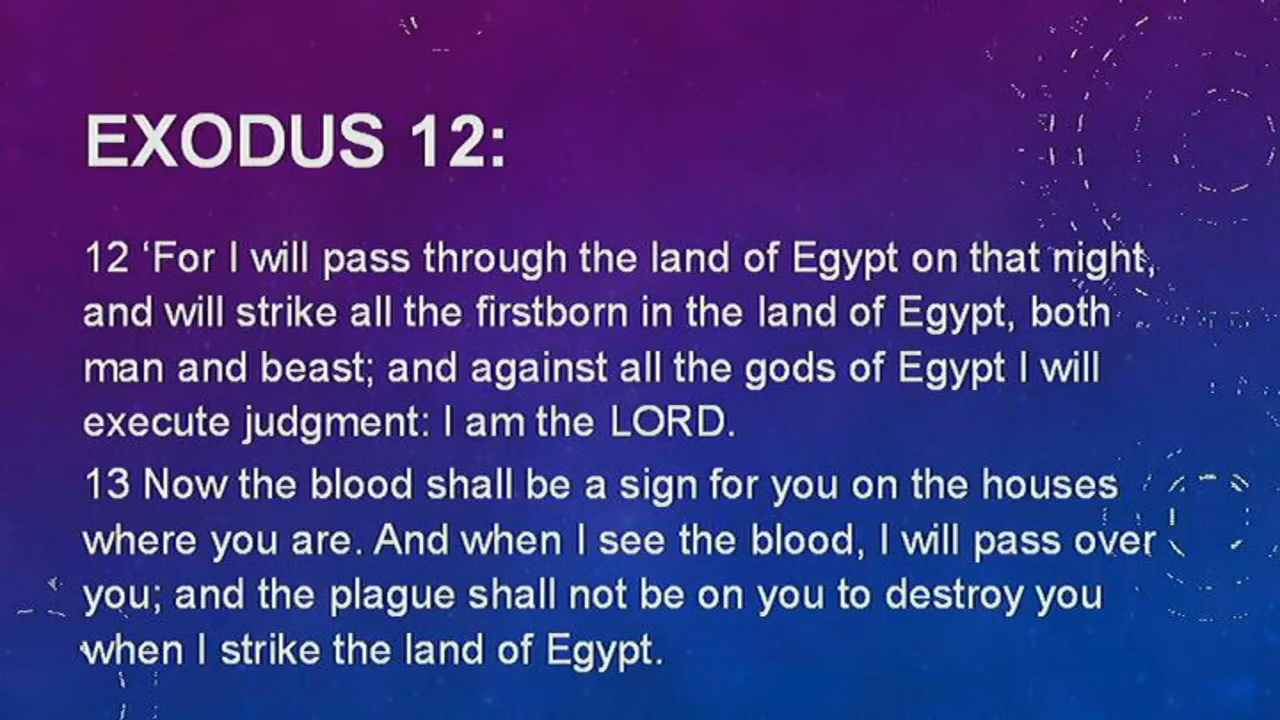 EXODUS 12:
12 ‘For I will pass through the land of Egypt on that night,
and will strike all the firstborn in the land of Egypt, both
man and beast; and against all the gods of Egypt I will
execute judgment: I am the LORD.
13 Now the blood shall be a sign for you on the houses
where you are. And when I see the blood, I will pass over
you; and the plague shall not be on you to destroy you
when I strike the land of Egypt.